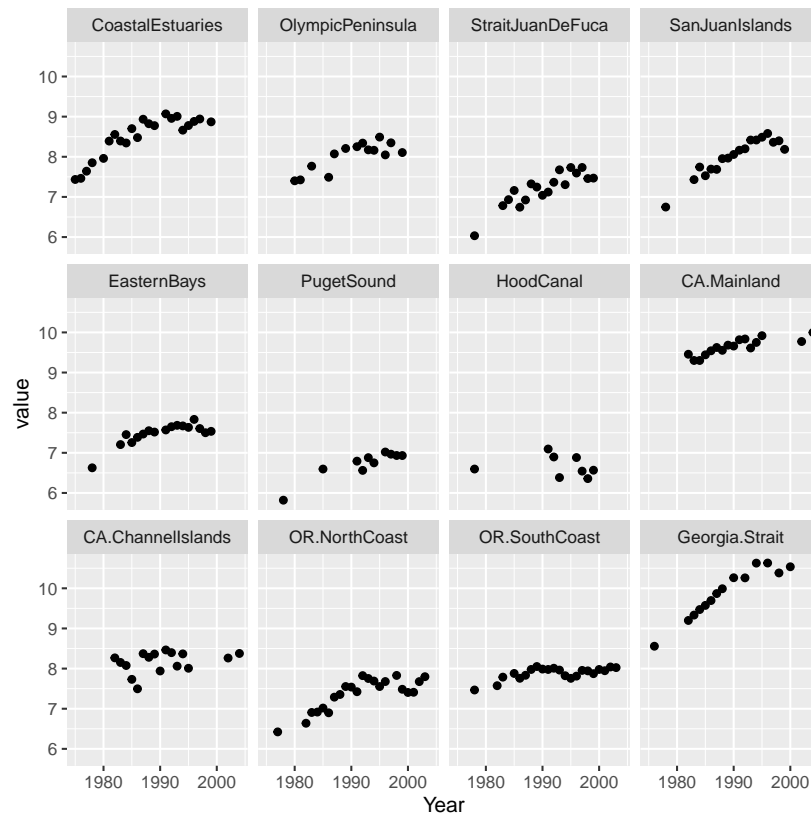 CoastalEstuaries OlympicPeninsula StraitJuanDeFuca SanJuanIslands
10
9
8
7
6
EasternBays PugetSound HoodCanal CA.Mainland
10
9
8
7
6
CA.ChannelIslands OR.NorthCoast OR.SouthCoast Georgia.Strait
10
9
8
7
6
1980 1990 2000 1980 1990 2000 1980 1990 2000 1980 1990 2000
Year
value